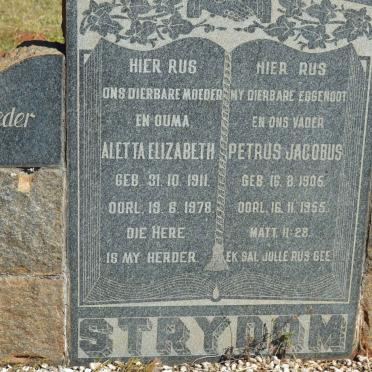 eder
HIER RUS
ONS DIERBARE MOEDER
EN OUMA
ALETTA ELIZABETH
GEB. 31. 10. 1911.
OORL. 19. 6. 1978.
DIE HERE
IS MY HERDER
HIER RUS
MY DIERBARE EGGENOOT
EN ONS VADER
PETRUS JACOBUS
GEB. 16. 8. 1905.
OORL. 16. 11. 1955.
MATT. 11-28.
EK SAL JULLE RUS GEE
STRYDOM